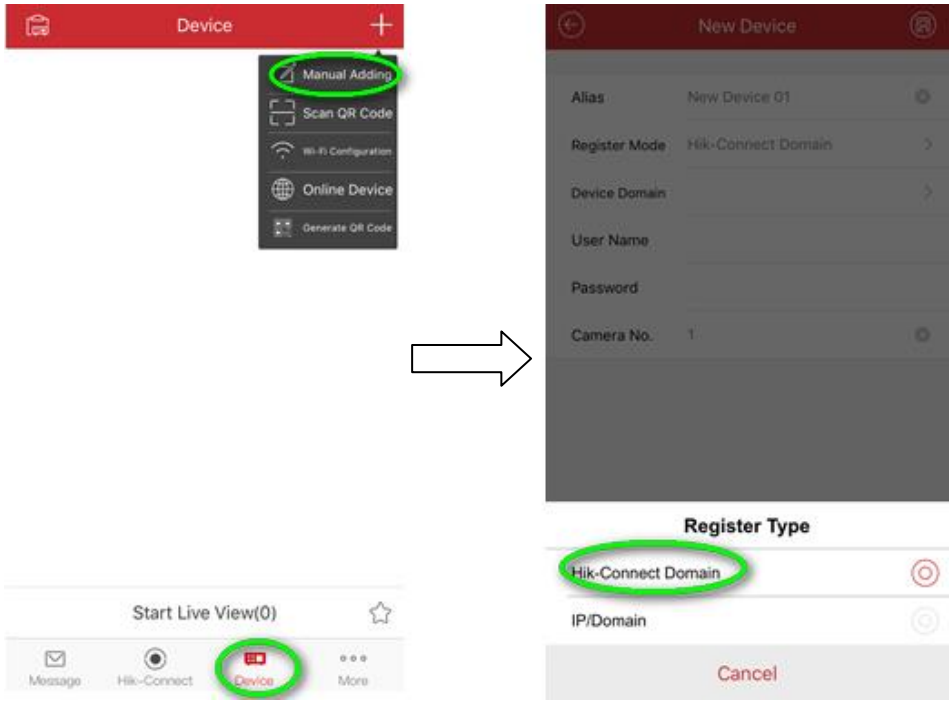 Device
Manual Adding
Scan QR Code
Wi-Fi Configuration
Online Device
Generate QR Code
Start Live View(0)
Message
Hik-Connect
Device
More
New Device
Alias New Device 01
Register Mode Hik-Connect Domain
Device Domain
User Name
Password
Camera No. 1
Register Type
Hik-Connect Domain
IP/Domain
Cancel